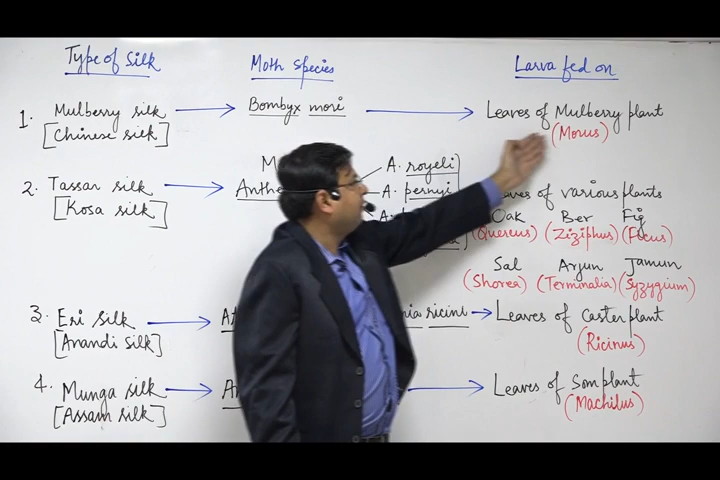 Type of Silk Moth species Larva fed on
1. Mulberry silk Bombyx mori Leaves of Mulberry plant
[Chinese silk] (Morus)
M A. royeli
2. Tassar silk Anthe A. pernyi Leaves of various plants
[Kosa silk] Oak Ber Fig
(Quercus) (Ziziphus) (Ficus)
Sal Arjun Jamun
(Shorea) (Terminalia) (Syzygium)
3. Eri silk ricini Leaves of Caster plant
[Arandi silk] (Ricinus)
4. Munga silk Leaves of Som plant
[Assam silk] (Machilus)